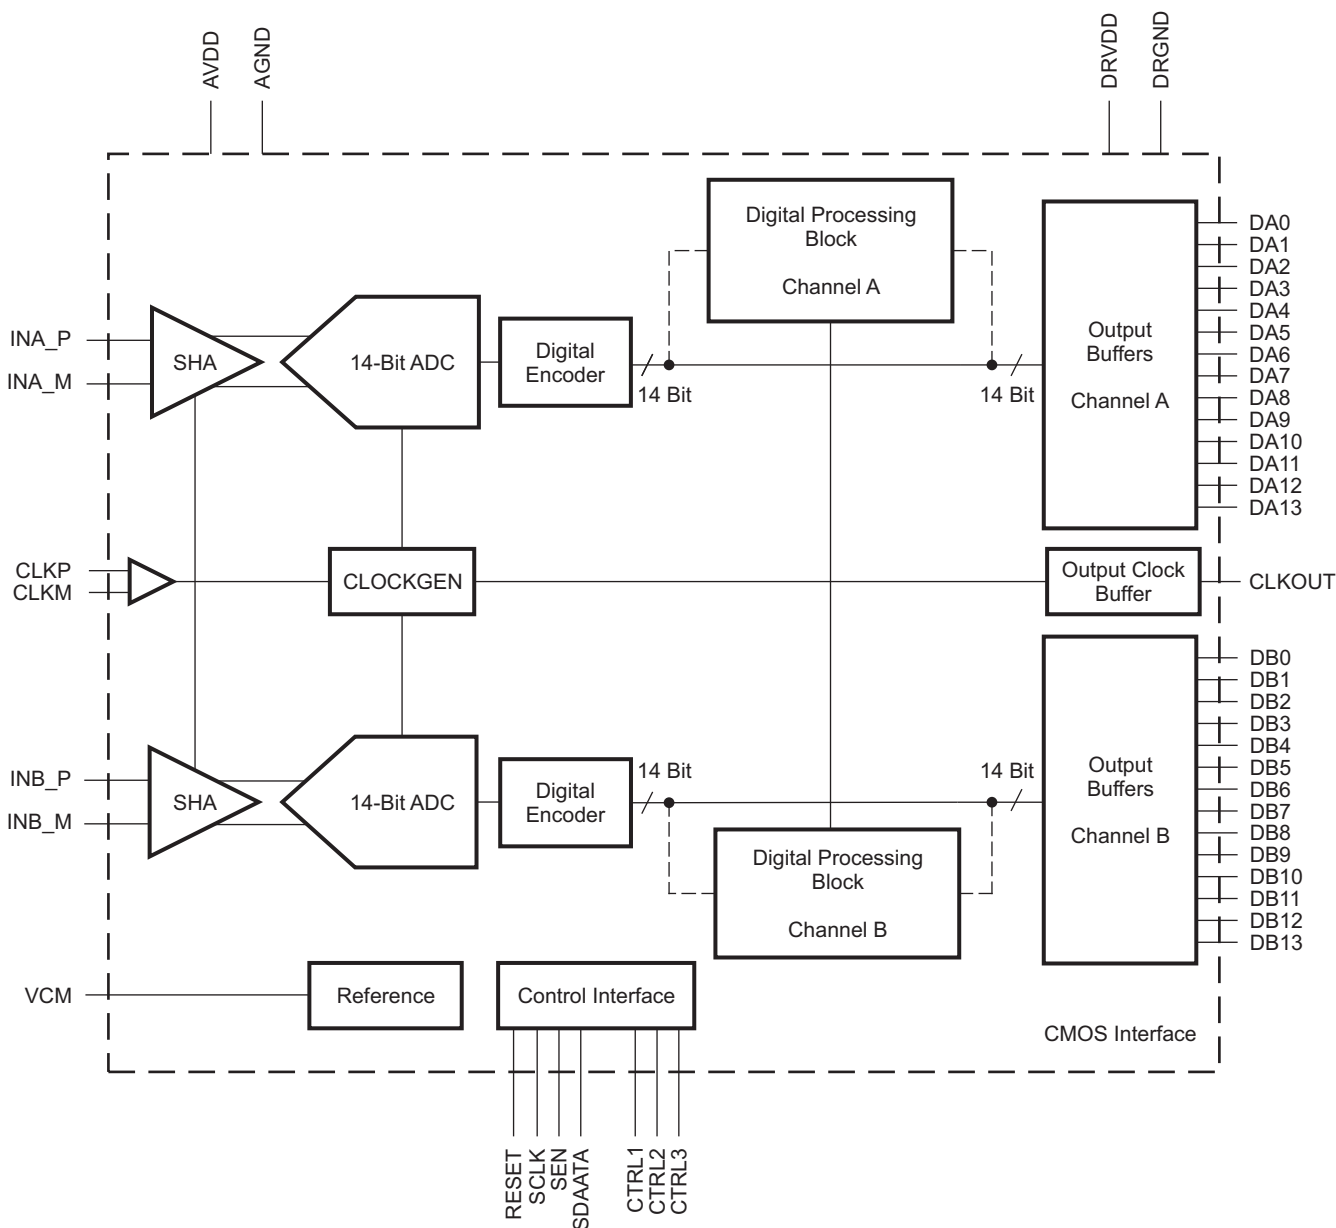 AVDD
AGND
DRVDD
DRGND
Digital Processing
Block
Channel A
INA_P
INA_M
SHA
14-Bit ADC
Digital
Encoder
14 Bit
14 Bit
Output
Buffers
Channel A
DA0
DA1
DA2
DA3
DA4
DA5
DA6
DA7
DA8
DA9
DA10
DA11
DA12
DA13
CLKP
CLKM
CLOCKGEN
Output Clock
Buffer
CLKOUT
INB_P
INB_M
SHA
14-Bit ADC
Digital
Encoder
14 Bit
14 Bit
Digital Processing
Block
Channel B
Output
Buffers
Channel B
DB0
DB1
DB2
DB3
DB4
DB5
DB6
DB7
DB8
DB9
DB10
DB11
DB12
DB13
VCM
Reference
Control Interface
CMOS Interface
RESET
SCLK
SEN
SDAATA
CTRL1
CTRL2
CTRL3